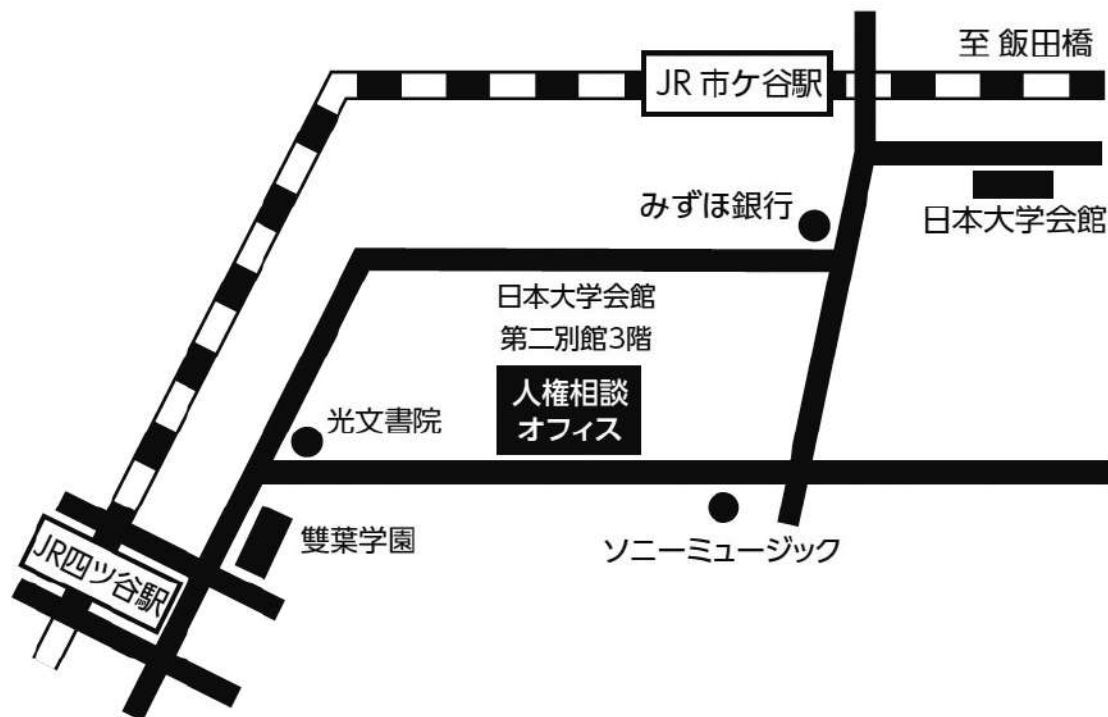 至 飯田橋
JR 市ケ谷駅
みずほ銀行
日本大学会館
日本大学会館
第二別館3階
人権相談
オフィス
光文書院
雙葉学園
ソニーミュージック
JR四ツ谷駅